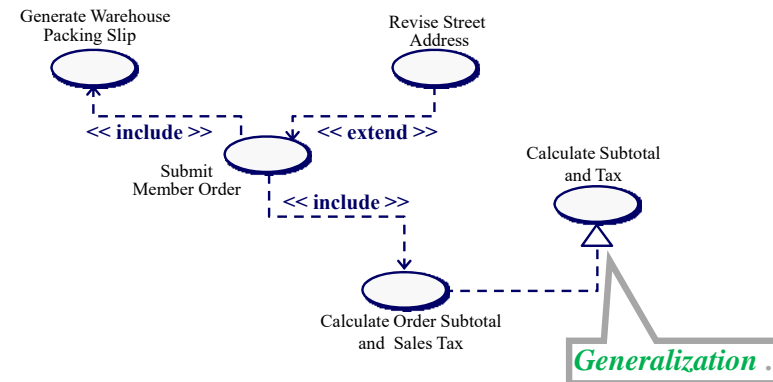 Generate Warehouse
Packing Slip
Revise Street
Address
<< include >>
<< extend >>
Submit
Member Order
Calculate Subtotal
and Tax
<< include >>
Calculate Order Subtotal
and Sales Tax
Generalization .